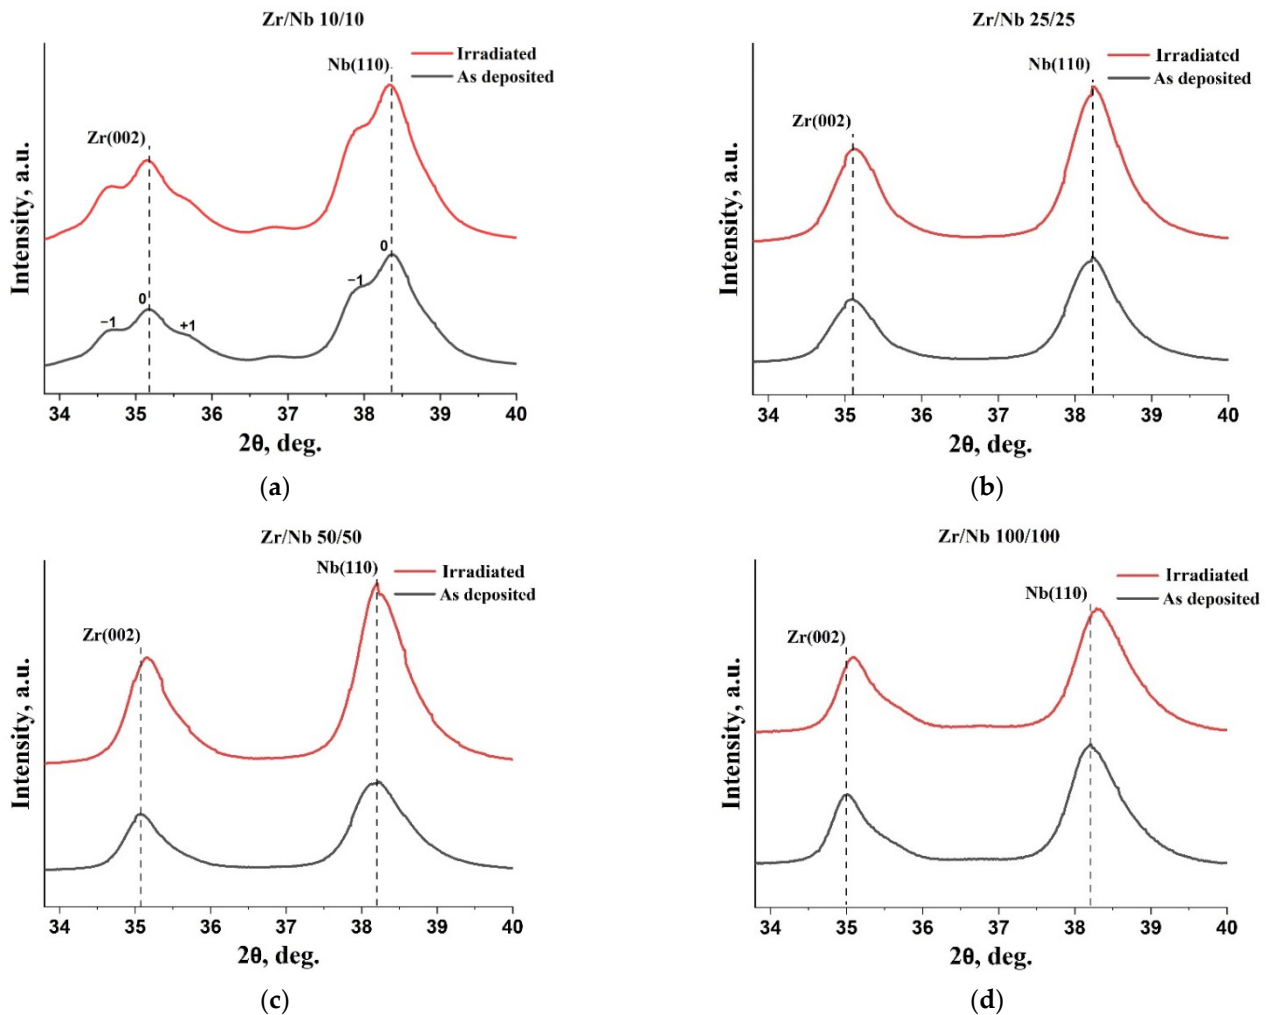 Zr/Nb 10/10
Irradiated
As deposited
Nb(110)
Zr(002)
−1
0
+1
−1
0
Intensity, a.u.
34 35 36 37 38 39 40
2θ, deg.
(a)
Zr/Nb 25/25
Irradiated
As deposited
Nb(110)
Zr(002)
Intensity, a.u.
34 35 36 37 38 39 40
2θ, deg.
(b)
Zr/Nb 50/50
Irradiated
As deposited
Nb(110)
Zr(002)
Intensity, a.u.
34 35 36 37 38 39 40
2θ, deg.
(c)
Zr/Nb 100/100
Irradiated
As deposited
Nb(110)
Zr(002)
Intensity, a.u.
34 35 36 37 38 39 40
2θ, deg.
(d)